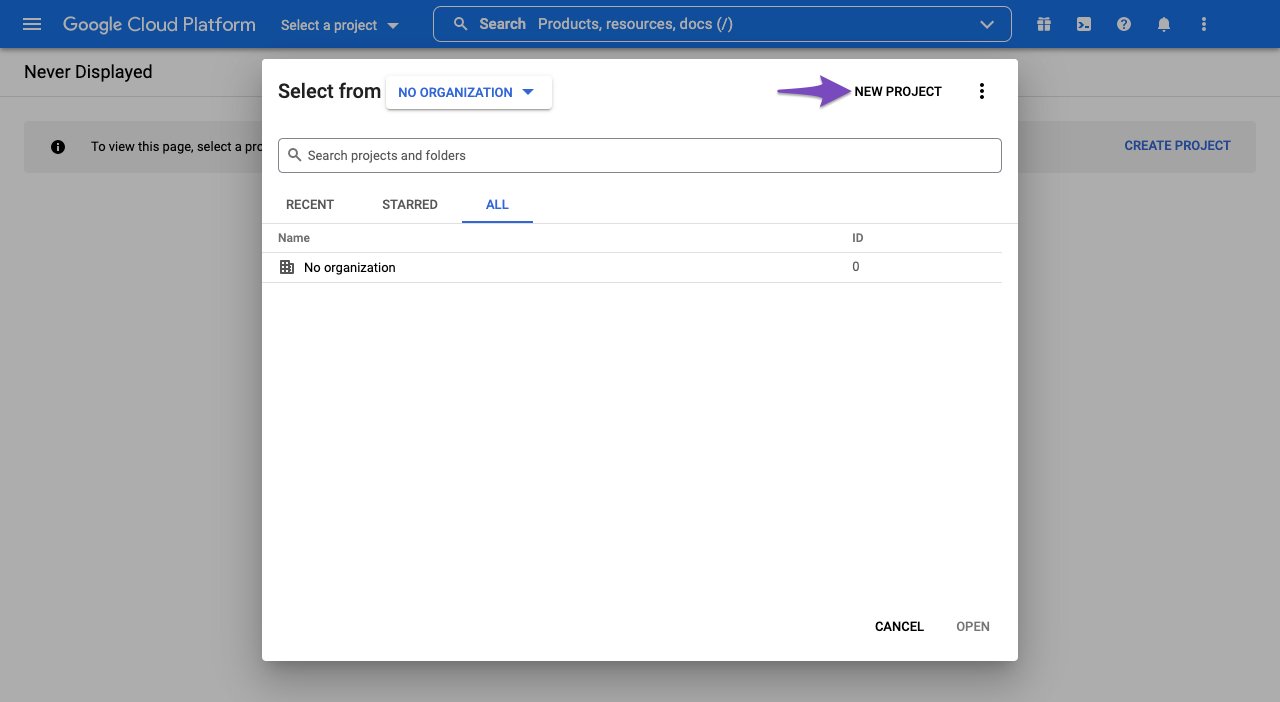 Google Cloud Platform Select a project Search Products, resources, docs (/)
Never Displayed
Select from NO ORGANIZATION NEW PROJECT
To view this page, select a pro CREATE PROJECT
Search projects and folders
RECENT STARRED ALL
Name ID
No organization 0
CANCEL OPEN